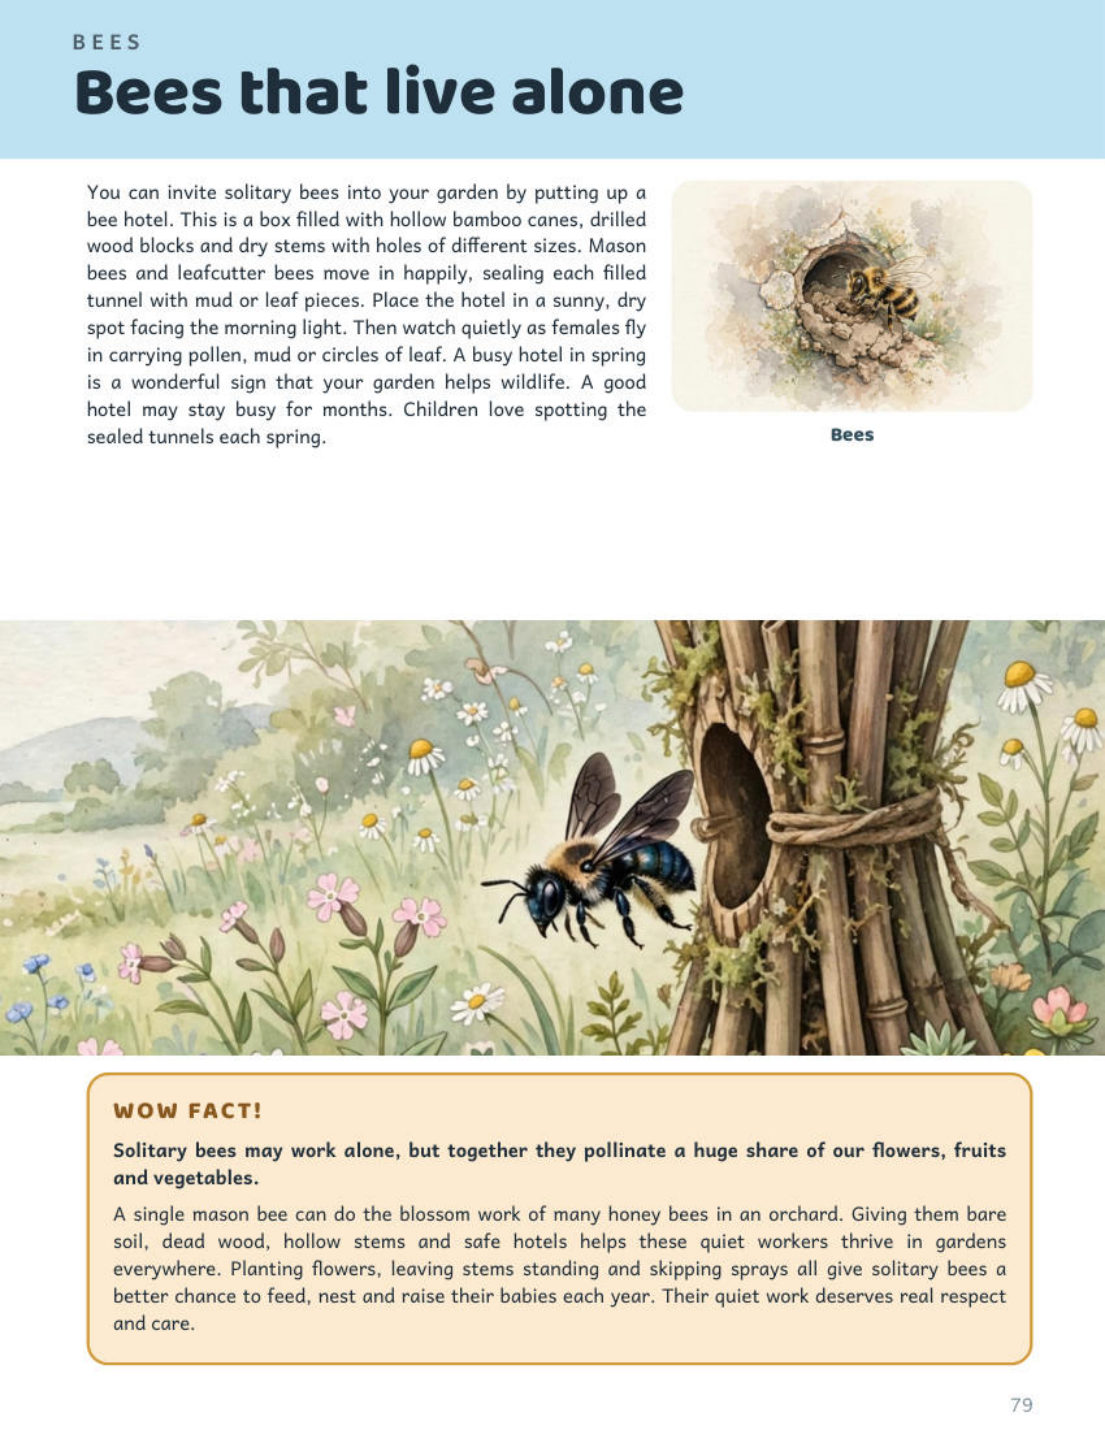 BEES
Bees that live alone
You can invite solitary bees into your garden by putting up a
bee hotel. This is a box filled with hollow bamboo canes, drilled
wood blocks and dry stems with holes of different sizes. Mason
bees and leafcutter bees move in happily, sealing each filled
tunnel with mud or leaf pieces. Place the hotel in a sunny, dry
spot facing the morning light. Then watch quietly as females fly
in carrying pollen, mud or circles of leaf. A busy hotel in spring
is a wonderful sign that your garden helps wildlife. A good
hotel may stay busy for months. Children love spotting the
sealed tunnels each spring.
Bees
WOW FACT!
Solitary bees may work alone, but together they pollinate a huge share of our flowers, fruits
and vegetables.
A single mason bee can do the blossom work of many honey bees in an orchard. Giving them bare
soil, dead wood, hollow stems and safe hotels helps these quiet workers thrive in gardens
everywhere. Planting flowers, leaving stems standing and skipping sprays all give solitary bees a
better chance to feed, nest and raise their babies each year. Their quiet work deserves real respect
and care.
79